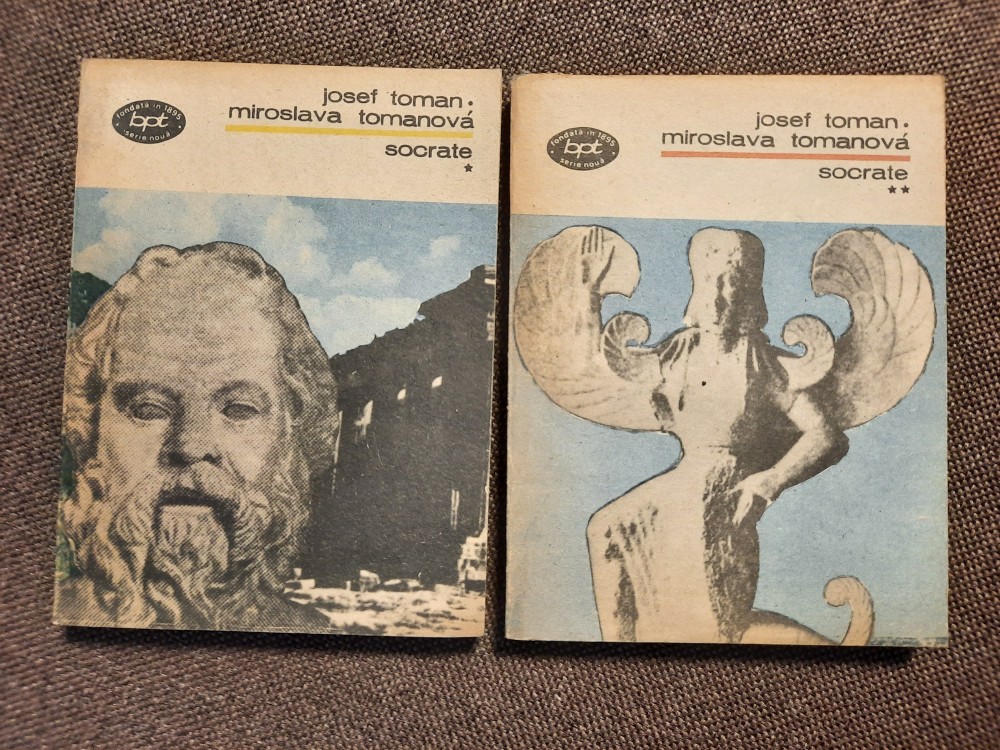 fondată în 1895
bpt
serie nouă
josef toman.
miroslava tomanová
socrate
*
fondată în 1895
bpt
serie nouă
josef toman.
miroslava tomanová
socrate
**